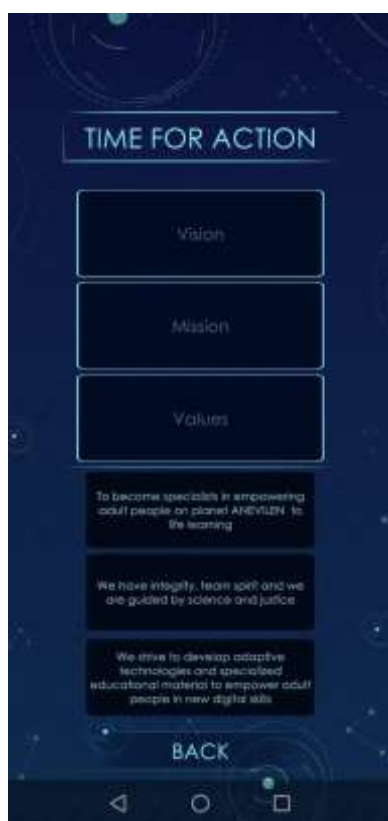 TIME FOR ACTION
Vision
Mission
Values
To become specialists in empowering
adult people on planet ANEVILEN to
life learning
We have integrity, team spirit and we
are guided by science and justice
We strive to develop adaptive
technologies and specialized
educational material to empower adult
people in new digital skills
BACK